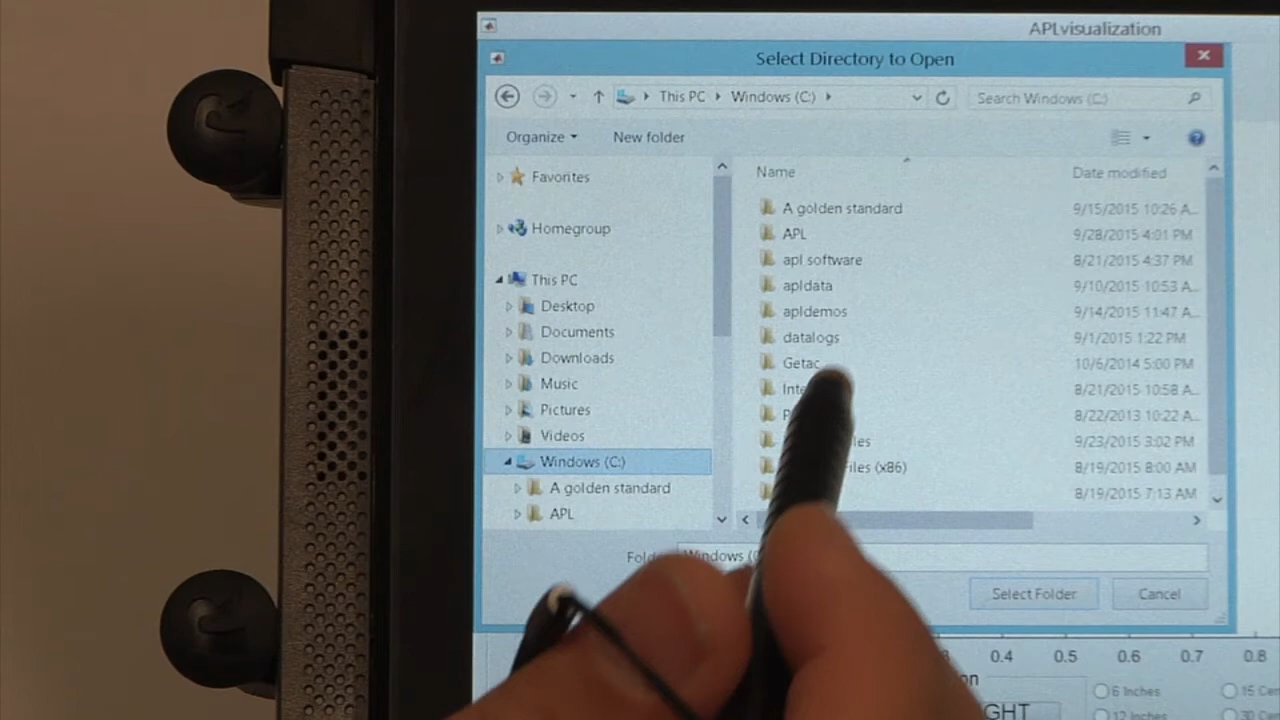 APLvisualization
Select Directory to Open
This PC Windows (C:) Search Windows (C:)
Organize New folder
Name Date modified
Favorites
Homegroup
This PC
Desktop
Documents
Downloads
Music
Pictures
Videos
Windows (C:)
A golden standard
APL
A golden standard 9/15/2015 10:26 A...
APL 9/28/2015 4:01 PM
apl software 8/21/2015 4:37 PM
apldata 9/10/2015 10:53 A...
apldemos 9/14/2015 11:47 A...
datalogs 9/1/2015 1:22 PM
Getac 10/6/2014 5:00 PM
8/21/2015 10:58 A...
8/22/2013 10:22 A...
9/23/2015 3:02 PM
(x86) 8/19/2015 8:00 AM
8/19/2015 7:13 AM
Windows
Select Folder Cancel
0.4 0.5 0.6 0.7 0.8
6 Inches 15
12 Inches 30